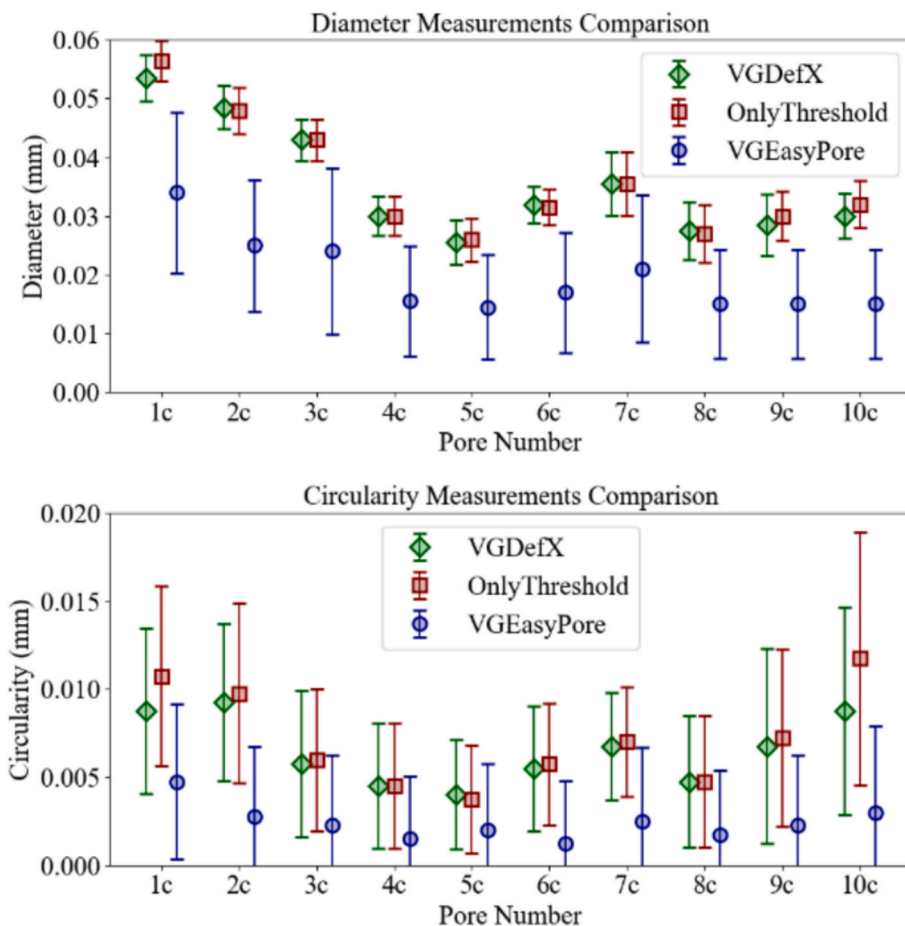 Diameter Measurements Comparison
0.06
0.05
0.04
0.03
0.02
0.01
0.00
Diameter (mm)
VGDefX
OnlyThreshold
VGEasyPore
1c 2c 3c 4c 5c 6c 7c 8c 9c 10c
Pore Number
Circularity Measurements Comparison
0.020
0.015
0.010
0.005
0.000
Circularity (mm)
VGDefX
OnlyThreshold
VGEasyPore
1c 2c 3c 4c 5c 6c 7c 8c 9c 10c
Pore Number